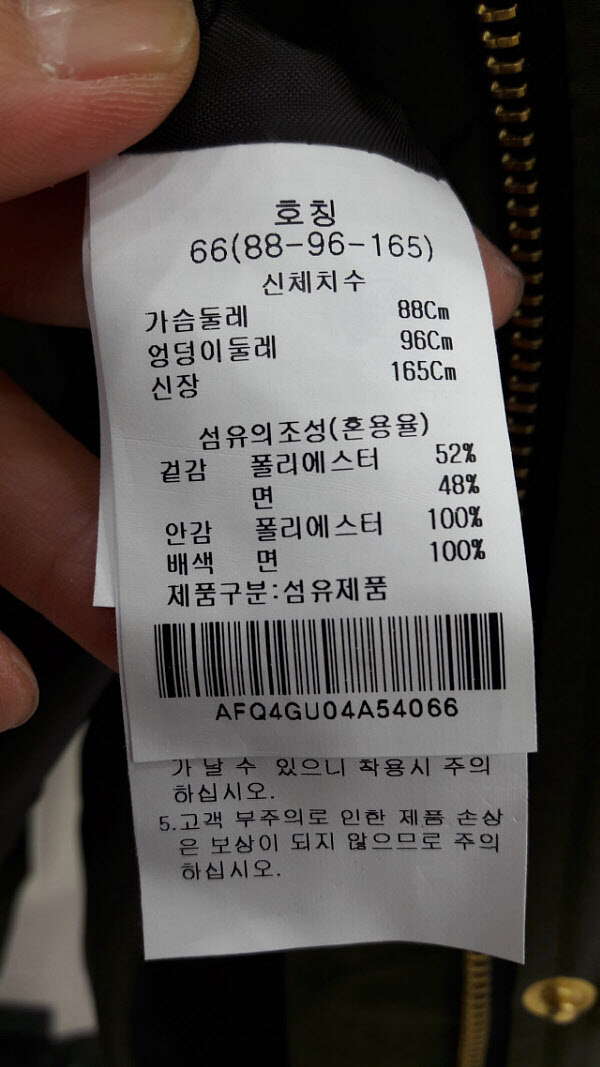 호칭
66(88-96-165)
신체치수
가슴둘레 88Cm
엉덩이둘레 96Cm
신장 165Cm
섬유의조성(혼용율)
겉감 폴리에스터 52%
면 48%
안감 폴리에스터 100%
배색 면 100%
제품구분:섬유제품
AFQ4GU04A54066
가 날 수 있으니 착용시 주의
하십시오.
5.고객 부주의로 인한 제품 손상
은 보상이 되지 않으므로 주의
하십시오.